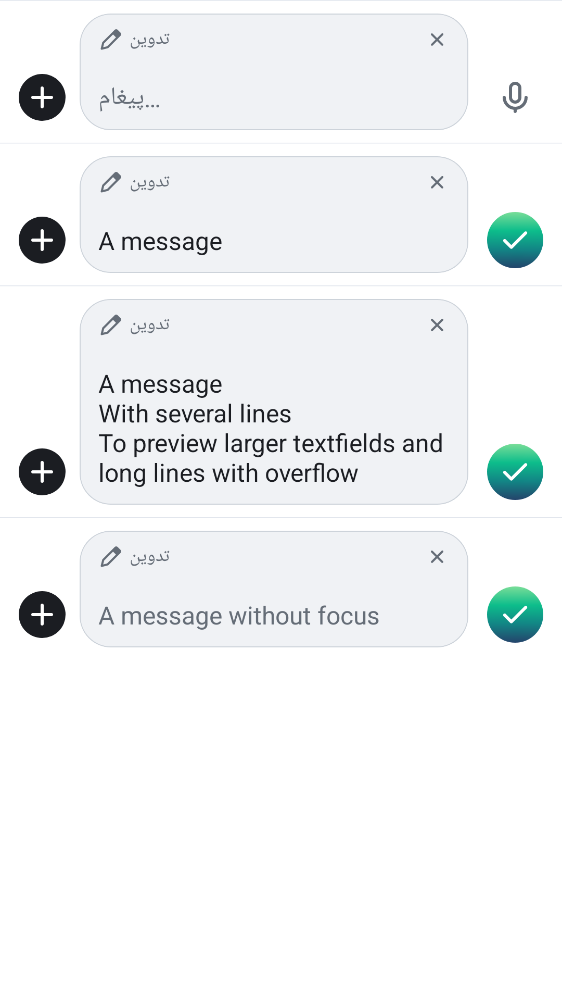 تدوین
پیغام...
تدوین
A message
تدوین
A message
With several lines
To preview larger textfields and
long lines with overflow
تدوین
A message without focus